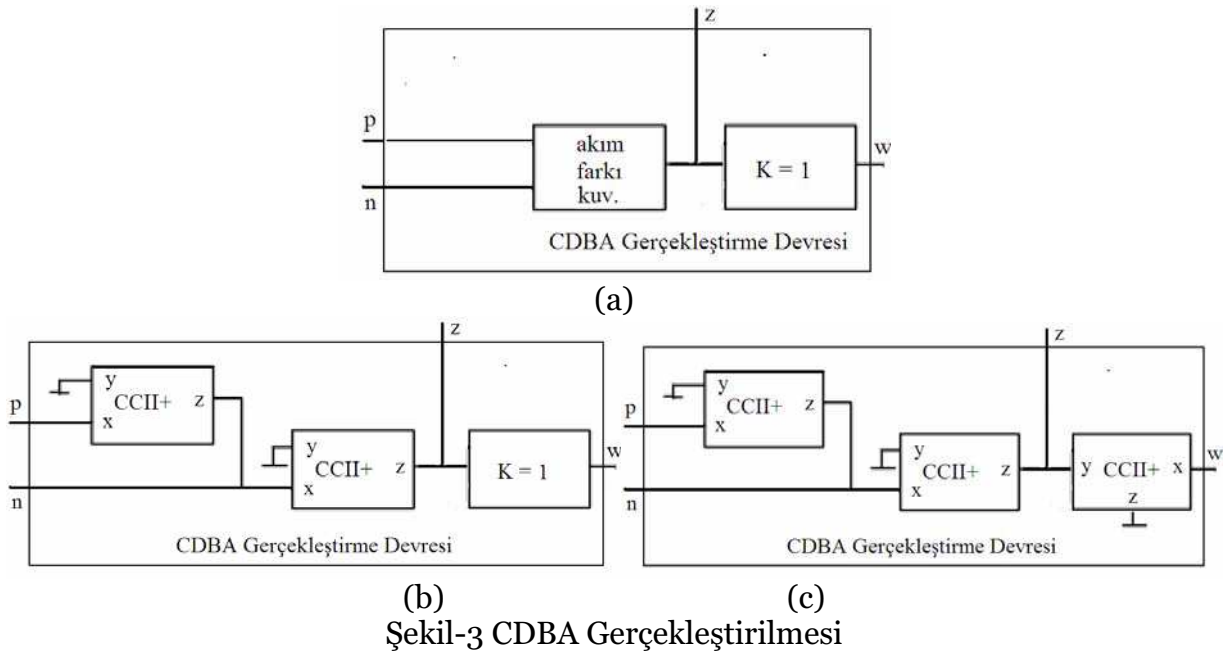 z
p
n
akım
farkı
kuv.
K = 1
w
CDBA Gerçekleştirme Devresi
(a)
z
y
CCII+
z
x
p
n
y
CCII+
z
x
K = 1
w
CDBA Gerçekleştirme Devresi
(b)
z
y
CCII+
z
x
p
n
y
CCII+
z
x
y
CCII+
x
z
w
CDBA Gerçekleştirme Devresi
(c)
Şekil-3 CDBA Gerçekleştirilmesi